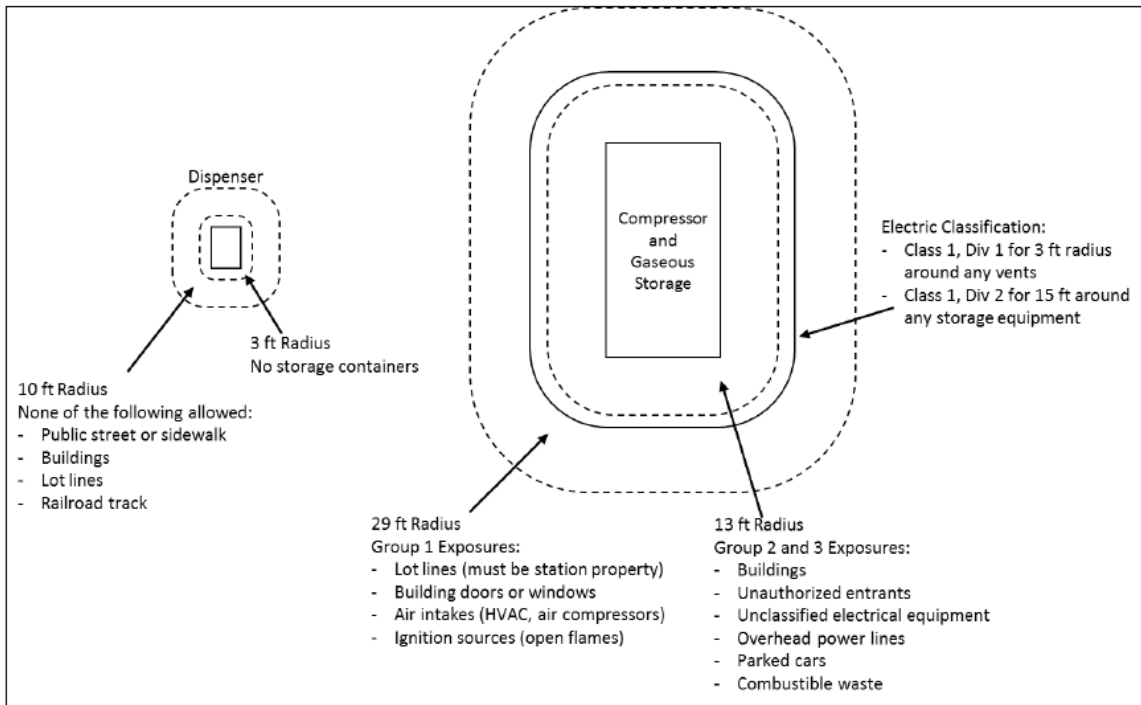 Dispenser
3 ft Radius
No storage containers
10 ft Radius
None of the following allowed:
- Public street or sidewalk
- Buildings
- Lot lines
- Railroad track
Compressor
and
Gaseous
Storage
Electric Classification:
- Class 1, Div 1 for 3 ft radius
around any vents
- Class 1, Div 2 for 15 ft around
any storage equipment
29 ft Radius
Group 1 Exposures:
- Lot lines (must be station property)
- Building doors or windows
- Air intakes (HVAC, air compressors)
- Ignition sources (open flames)
13 ft Radius
Group 2 and 3 Exposures:
- Buildings
- Unauthorized entrants
- Unclassified electrical equipment
- Overhead power lines
- Parked cars
- Combustible waste